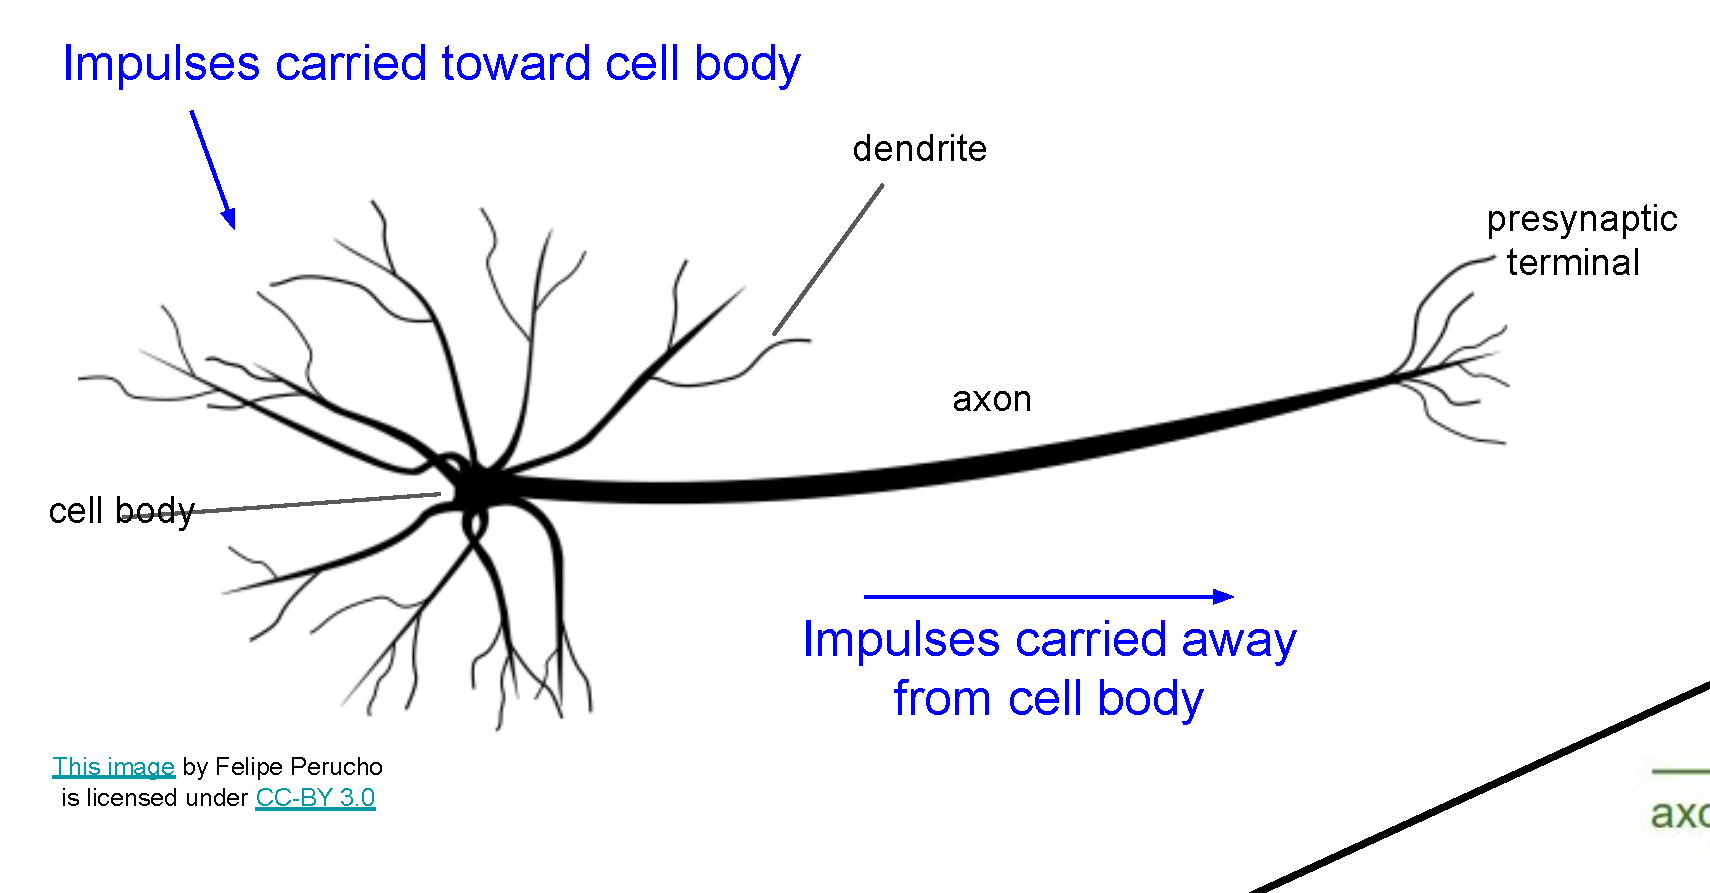 Impulses carried toward cell body
dendrite
presynaptic
terminal
axon
cell body
Impulses carried away
from cell body
This image by Felipe Perucho
is licensed under CC-BY 3.0